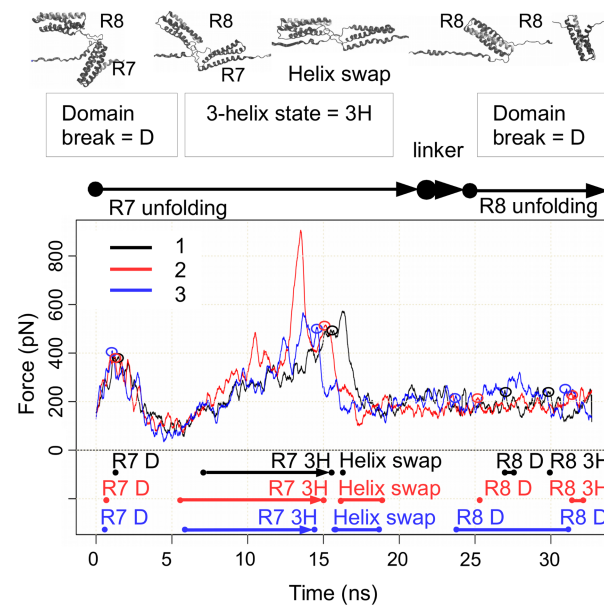 R8
R7
R8
R7
Helix swap
R8
R8
Domain
break = D
3-helix state = 3H
Domain
break = D
linker
R7 unfolding
R8 unfolding
1
2
3
Force (pN)
800
600
400
200
0
R7 D
R7 3H
Helix swap
R8 D
R8 3H
R7 D
R7 3H
Helix swap
R8 D
R8 3H
R7 D
R7 3H
Helix swap
R8 D
R8 D
0
5
10
15
20
25
30
Time (ns)